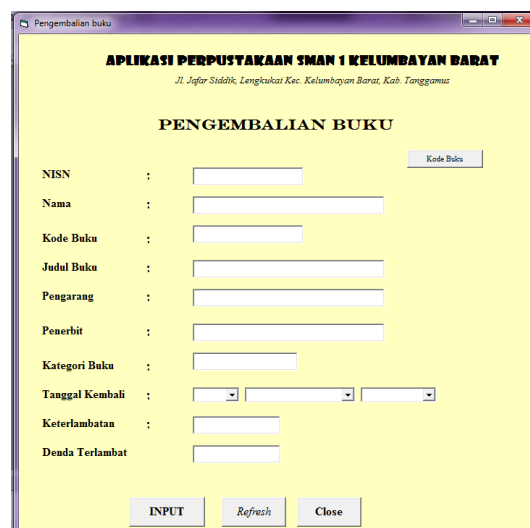 Pengembalian buku
APLIKASI PERPUSTAKAAN SMAN 1 KELUMBAYAN BARAT
Jl. Jafar Siddik, Lengkukai Kec. Kelumbayan Barat, Kab. Tanggamus
PENGEMBALIAN BUKU
Kode Buku
NISN :
Nama :
Kode Buku :
Judul Buku :
Pengarang :
Penerbit :
Kategori Buku :
Tanggal Kembali :
Keterlambatan :
Denda Terlambat
INPUT Refresh Close